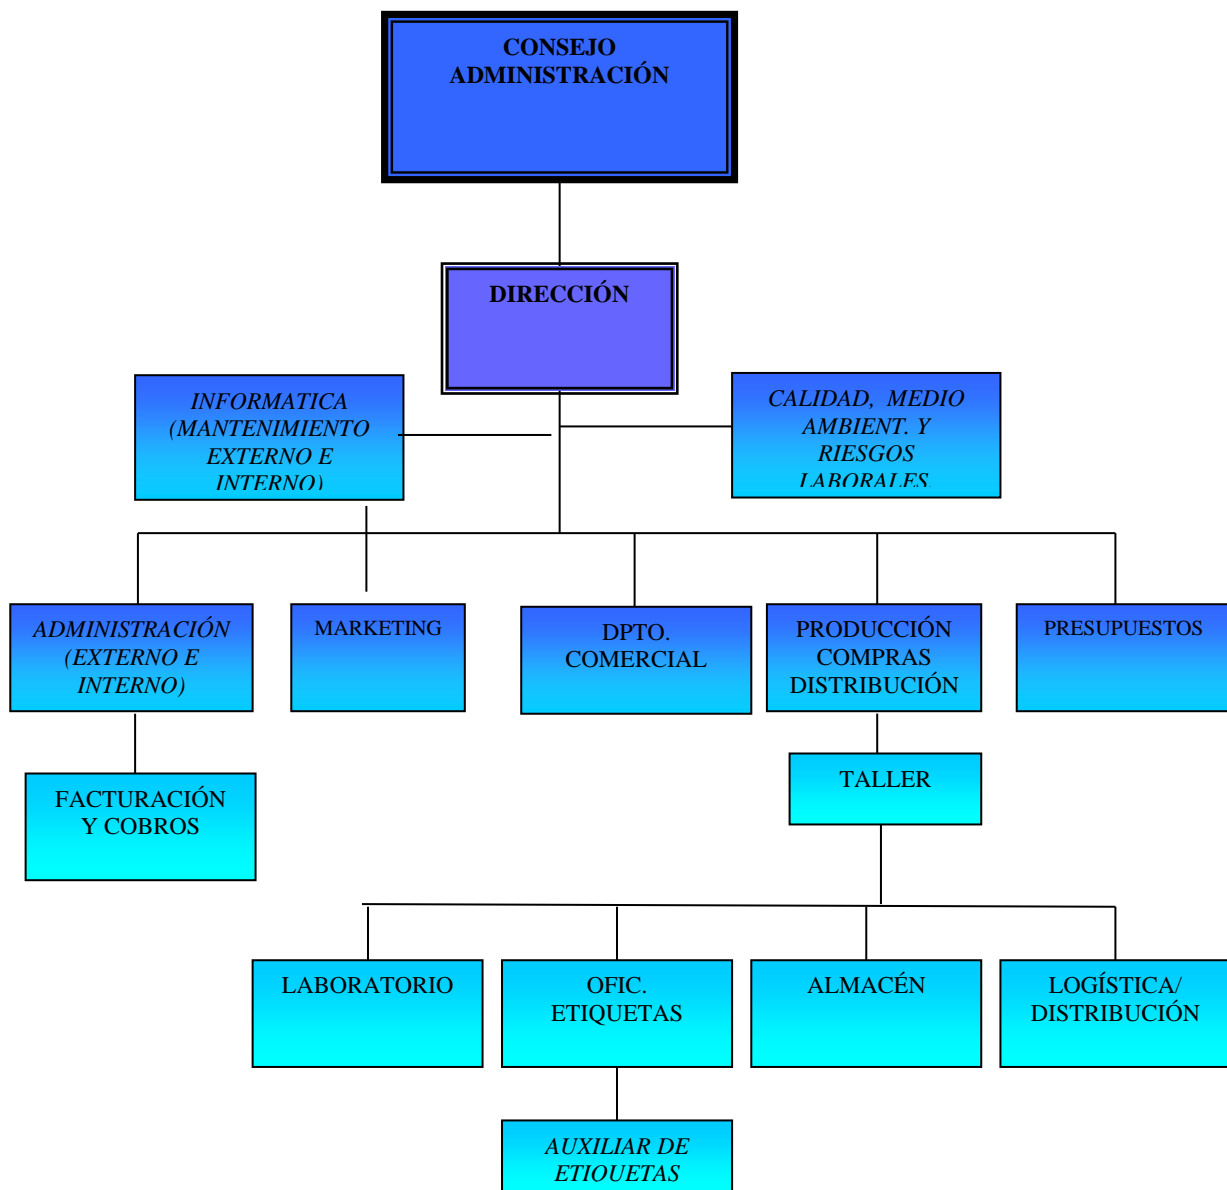 CONSEJO
ADMINISTRACIÓN
DIRECCIÓN
INFORMATICA
(MANTENIMIENTO
EXTERNO E
INTERNO)
CALIDAD, MEDIO
AMBIENT. Y
RIESGOS
LABORALES
ADMINISTRACIÓN
(EXTERNO E
INTERNO)
MARKETING
DPTO.
COMERCIAL
PRODUCCIÓN
COMPRAS
DISTRIBUCIÓN
PRESUPUESTOS
FACTURACIÓN
Y COBROS
TALLER
LABORATORIO
OFIC.
ETIQUETAS
ALMACÉN
LOGÍSTICA/
DISTRIBUCIÓN
AUXILIAR DE
ETIQUETAS